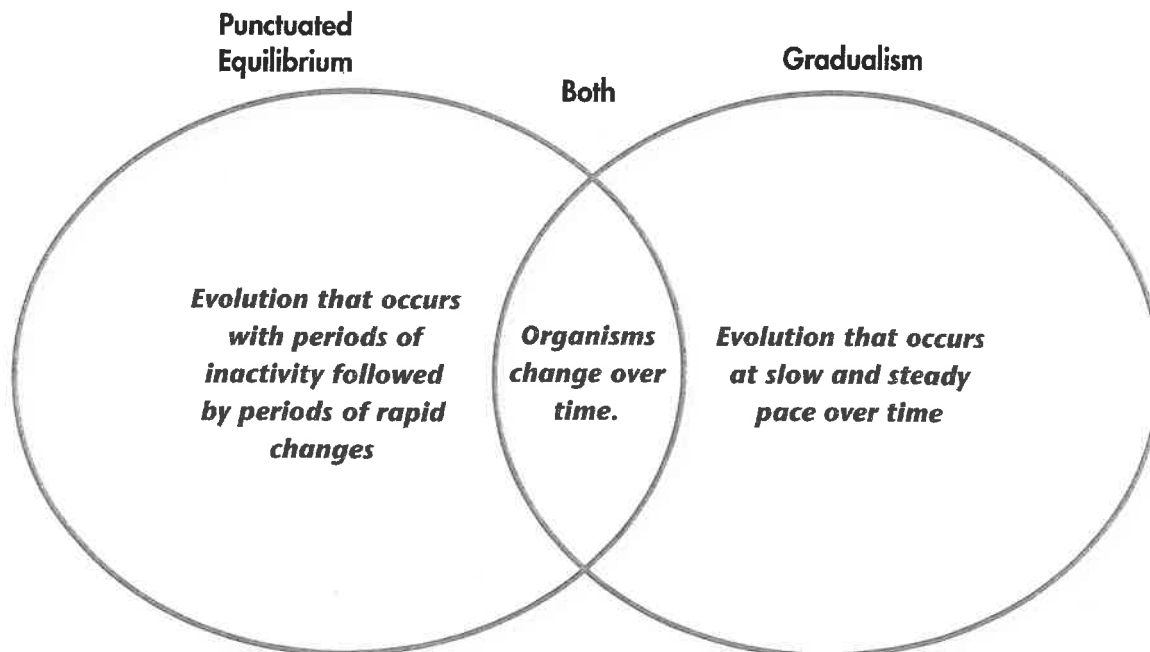 Punctuated
Equilibrium
Both
Gradualism
Evolution that occurs
with periods of
inactivity followed
by periods of rapid
changes
Organisms
change over
time.
Evolution that occurs
at slow and steady
pace over time